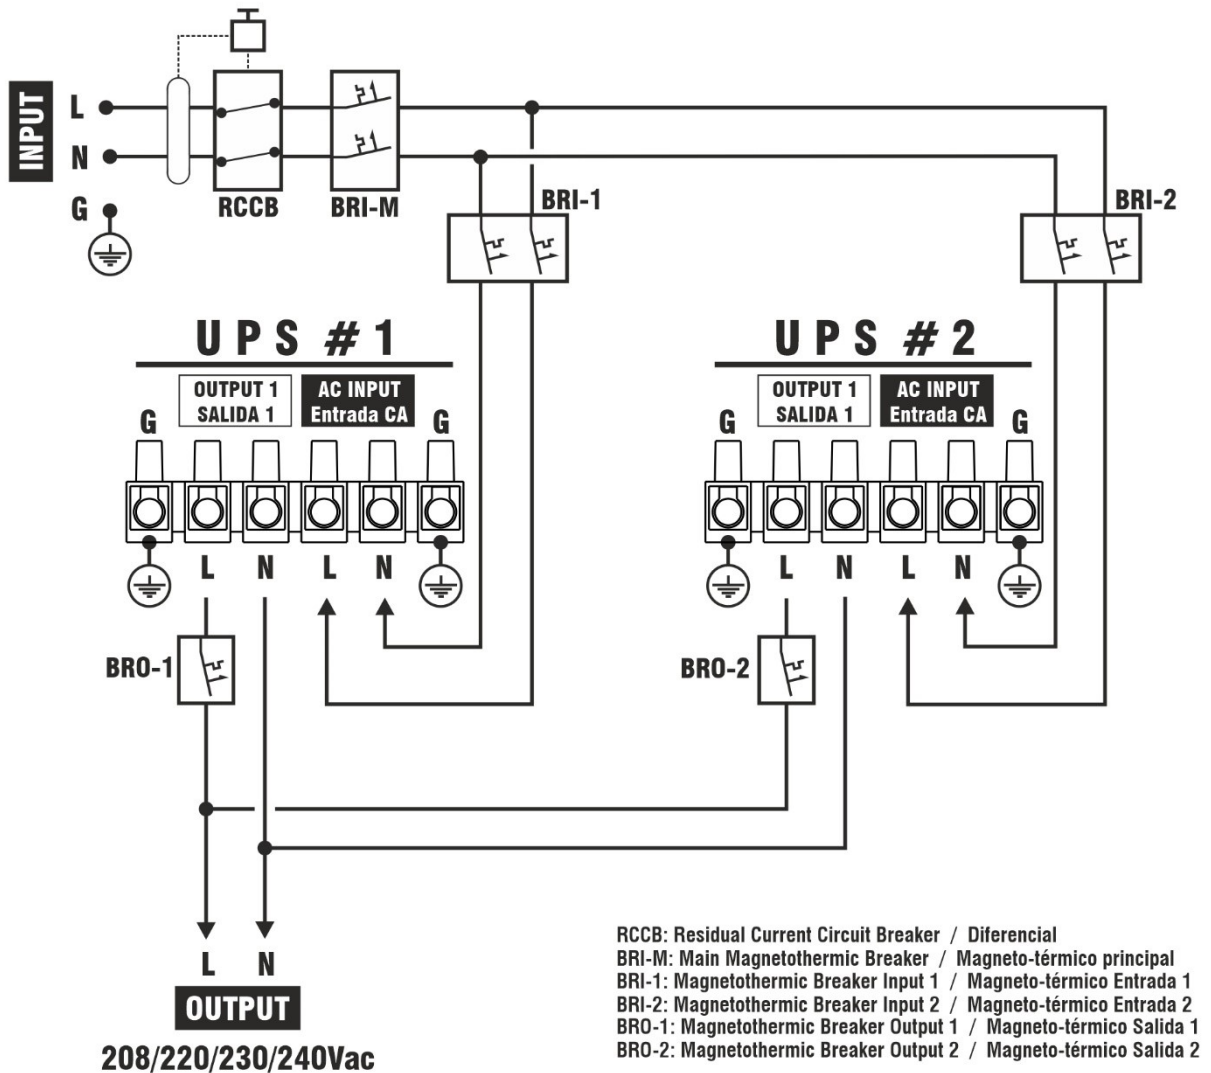 INPUT
L
N
G
RCCB
BRI-M
BRI-1
BRI-2
UPS #1
OUTPUT 1
SALIDA 1
AC INPUT
Entrada CA
G
G
L
N
L
N
BRO-1
UPS #2
OUTPUT 1
SALIDA 1
AC INPUT
Entrada CA
G
G
L
N
L
N
BRO-2
L
N
OUTPUT
208/220/230/240Vac
RCCB: Residual Current Circuit Breaker / Diferencial
BRI-M: Main Magnetothermic Breaker / Magneto-térmico principal
BRI-1: Magnetothermic Breaker Input 1 / Magneto-térmico Entrada 1
BRI-2: Magnetothermic Breaker Input 2 / Magneto-térmico Entrada 2
BRO-1: Magnetothermic Breaker Output 1 / Magneto-térmico Salida 1
BRO-2: Magnetothermic Breaker Output 2 / Magneto-térmico Salida 2